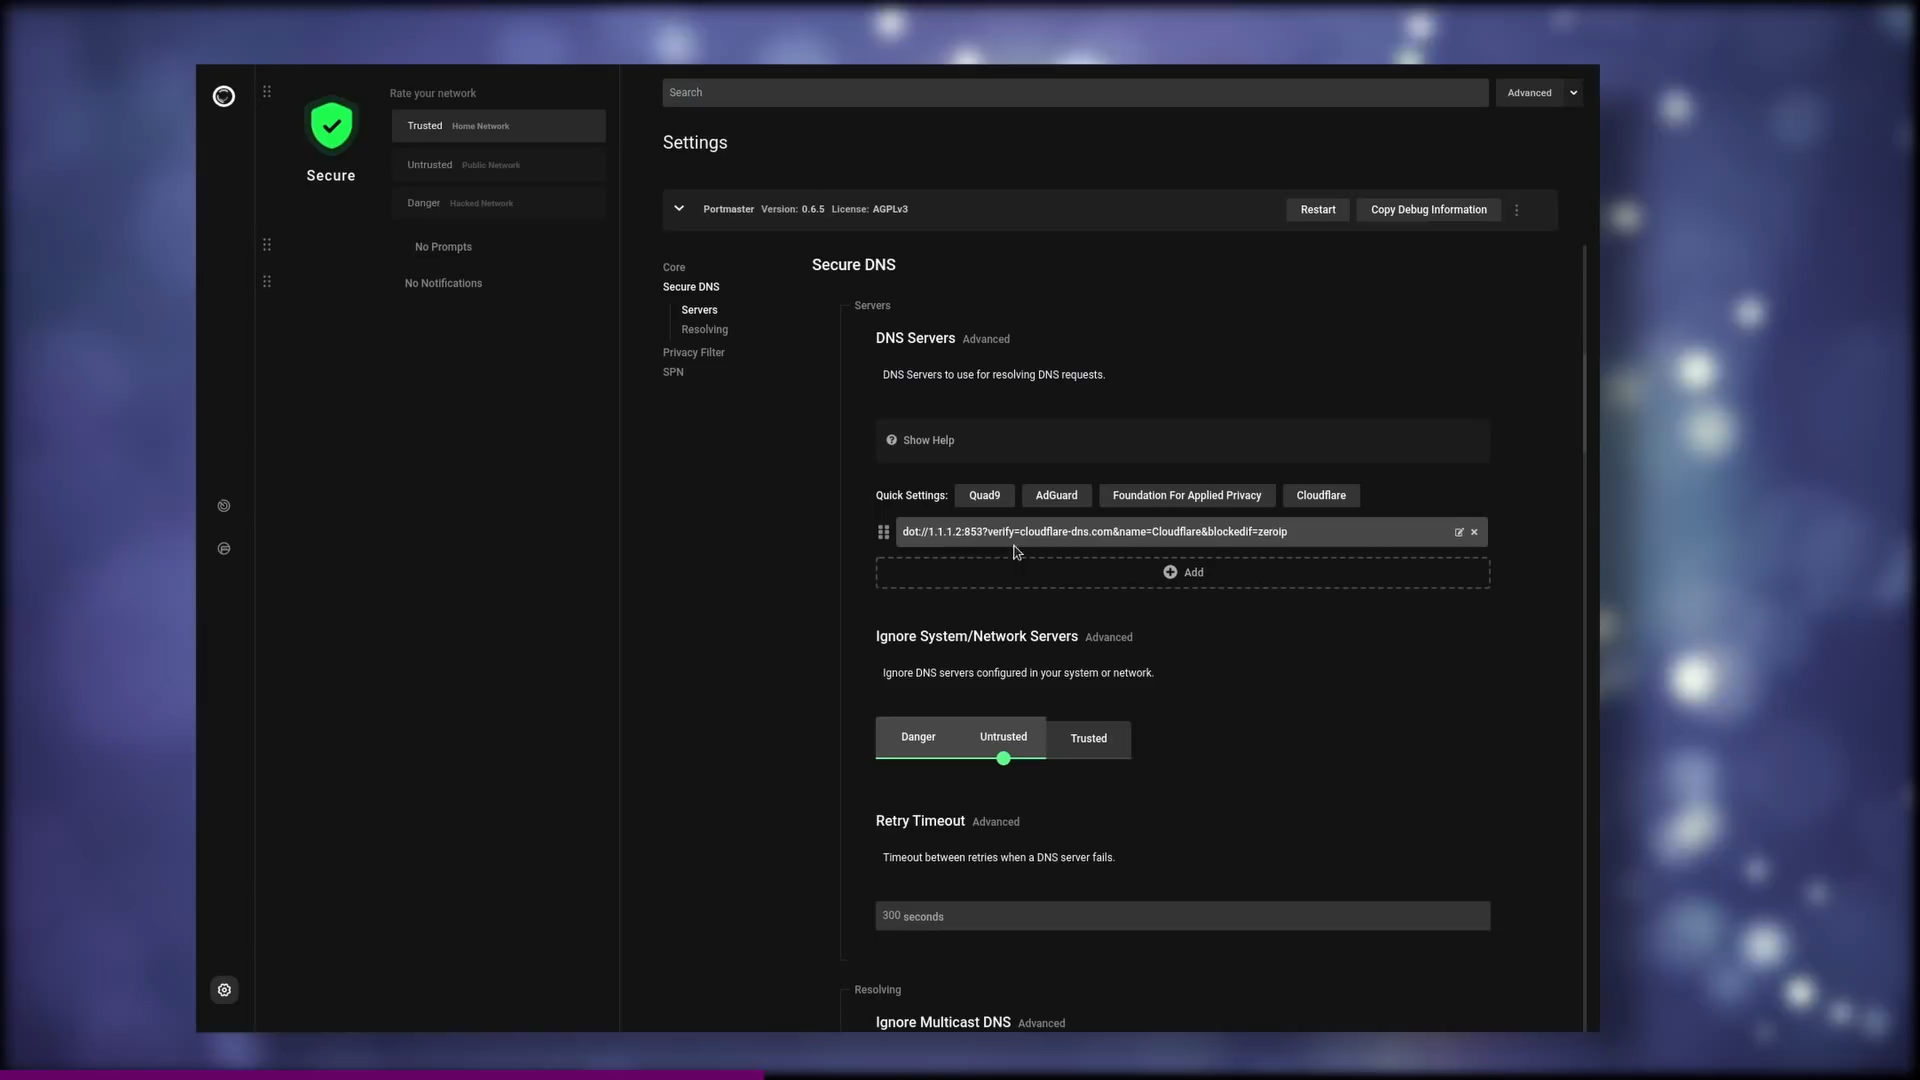 Rate your network
Trusted Home Network
Untrusted Public Network
Danger Hacked Network
Secure
No Prompts
No Notifications
Search
Advanced
Settings
Portmaster Version: 0.6.5 License: AGPLv3
Restart
Copy Debug Information
Core
Secure DNS
Servers
Resolving
Privacy Filter
SPN
Secure DNS
Servers
DNS Servers Advanced
DNS Servers to use for resolving DNS requests.
Show Help
Quick Settings: Quad9 AdGuard Foundation For Applied Privacy Cloudflare
dot://1.1.1.2:853?verify=cloudflare-dns.com&name=Cloudflare&blockedif=zeroip
Add
Ignore System/Network Servers Advanced
Ignore DNS servers configured in your system or network.
Danger Untrusted Trusted
Retry Timeout Advanced
Timeout between retries when a DNS server fails.
300 seconds
Resolving
Ignore Multicast DNS Advanced